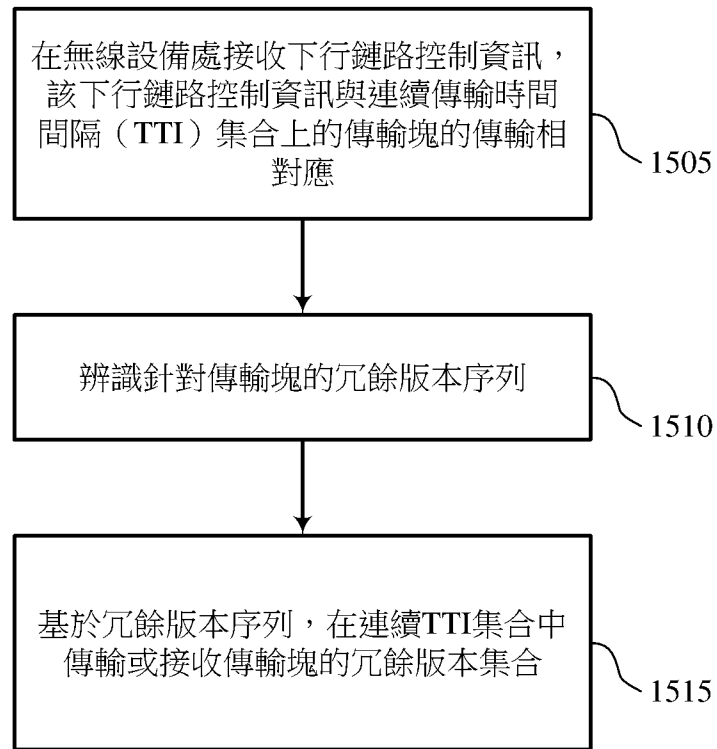 在無線設備處接收下行鏈路控制資訊，
該下行鏈路控制資訊與連續傳輸時間
間隔（TTI）集合上的傳輸塊的傳輸相
對應
1505
辨識針對傳輸塊的冗餘版本序列
1510
基於冗餘版本序列，在連續TTI集合中
傳輸或接收傳輸塊的冗餘版本集合
1515